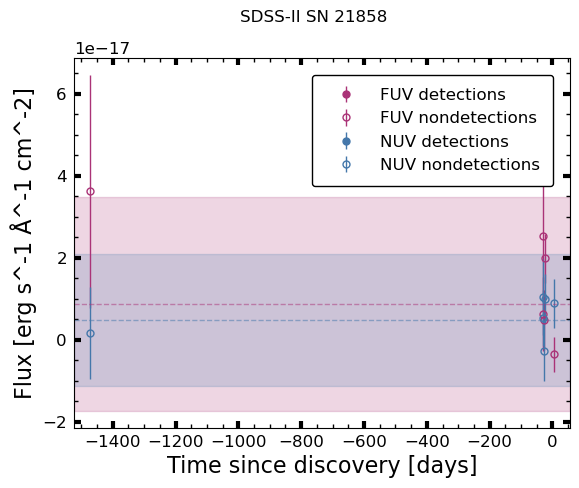 SDSS-II SN 21858
1e−17
Flux [erg s^-1 Å^-1 cm^-2]
6
4
2
0
−2
FUV detections
FUV nondetections
NUV detections
NUV nondetections
−1400 −1200 −1000 −800 −600 −400 −200 0
Time since discovery [days]